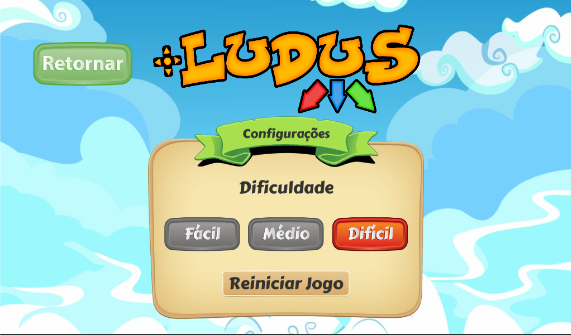 Retornar
LUDUS
Configurações
Dificuldade
Fácil
Médio
Difícil
Reiniciar Jogo